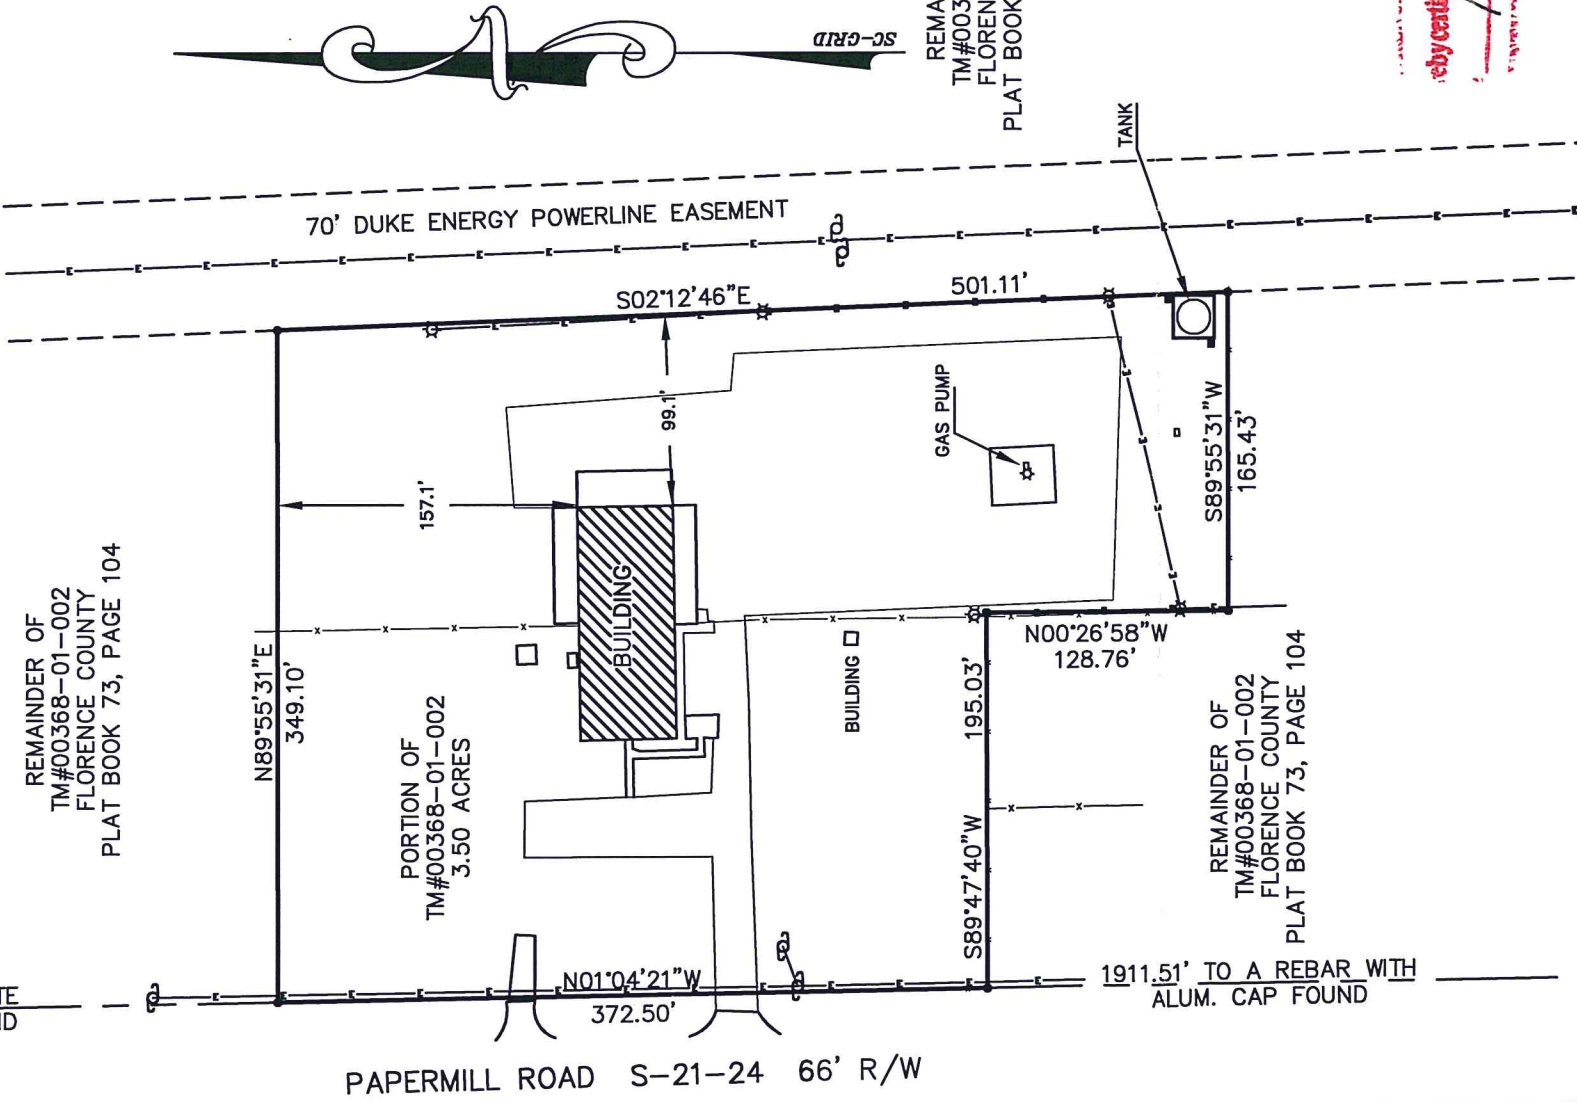 SC-GRID
TM#003
PLAT BOOK
eby certi
TANK
70' DUKE ENERGY POWERLINE EASEMENT
S02°12'46"E
501.11'
99.1'
157.1'
GAS PUMP
S89°55'31"W
165.43'
REMAINDER OF
TM#00368-01-002
FLORENCE COUNTY
PLAT BOOK 73, PAGE 104
N89°55'31"E
349.10'
BUILDING
PORTION OF
TM#00368-01-002
3.50 ACRES
BUILDING
N00°26'58"W
128.76'
195.03'
S89°47'40"W
REMAINDER OF
TM#00368-01-002
FLORENCE COUNTY
PLAT BOOK 73, PAGE 104
N01°04'21"W
372.50'
1911.51' TO A REBAR WITH
ALUM. CAP FOUND
PAPERMILL ROAD S-21-24 66' R/W